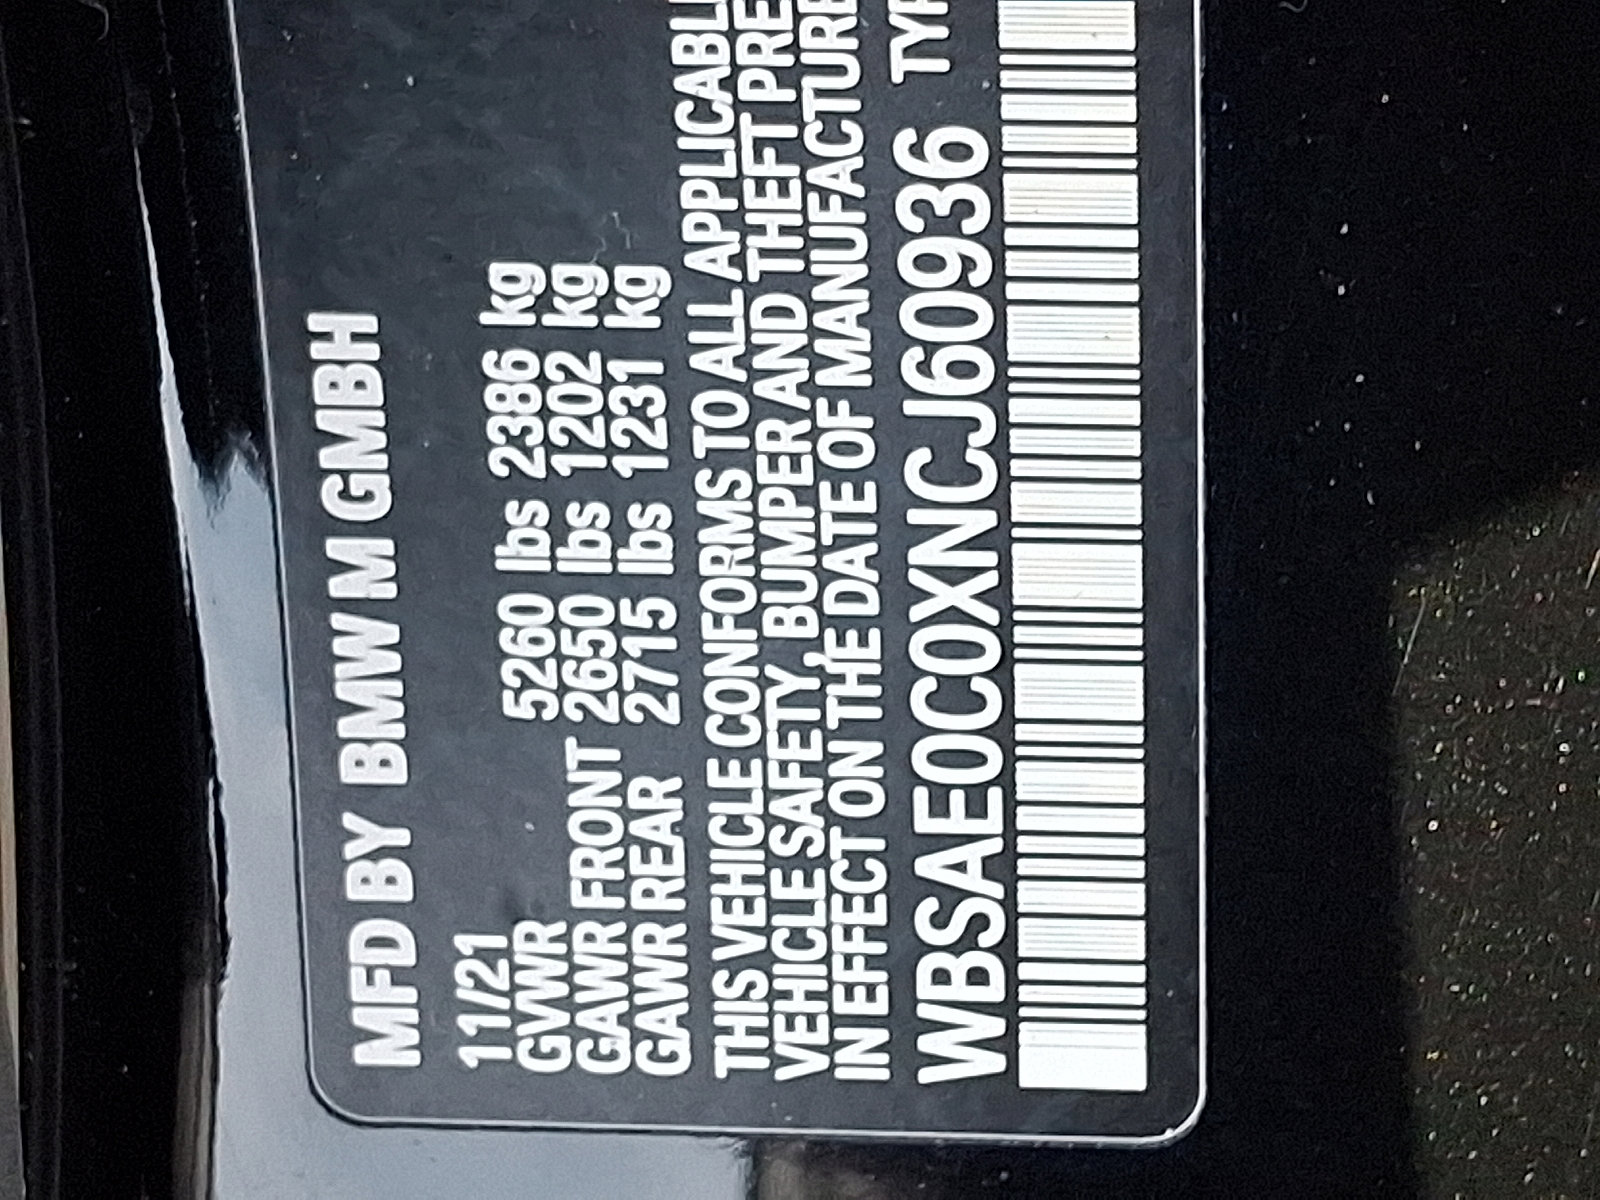 MFD BY BMW M GMBH
11/21
GVWR 5260 lbs 2386 kg
GAWR FRONT 2650 lbs 1202 kg
GAWR REAR 2715 lbs 1231 kg
THIS VEHICLE CONFORMS TO ALL APPLICABL
VEHICLE SAFETY, BUMPER AND THEFT PRE
IN EFFECT ON THE DATE OF MANUFACTURE
WBSAE0C0XNCJ60936 TYP